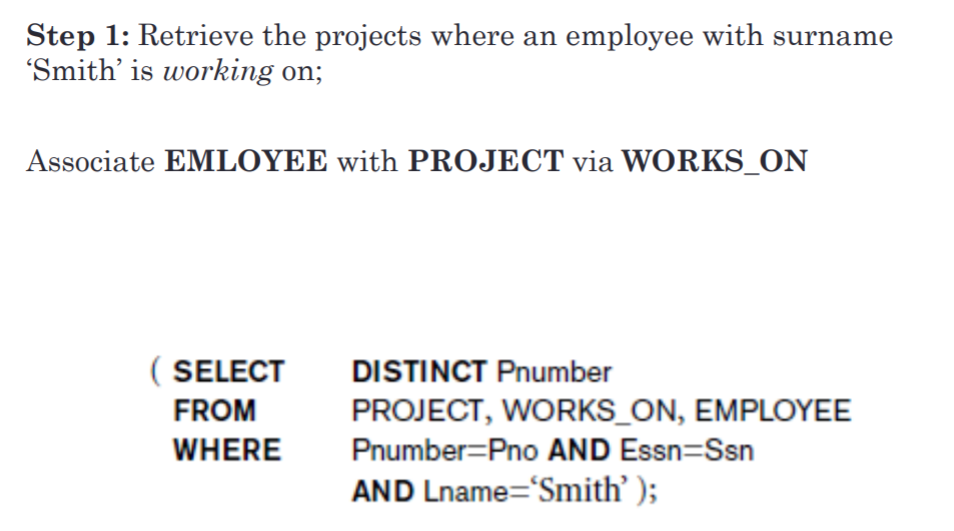 Step 1: Retrieve the projects where an employee with surname
‘Smith’ is working on;
Associate EMLOYEE with PROJECT via WORKS_ON
( SELECT DISTINCT Pnumber
FROM PROJECT, WORKS_ON, EMPLOYEE
WHERE Pnumber=Pno AND Essn=Ssn
AND Lname=‘Smith’ );